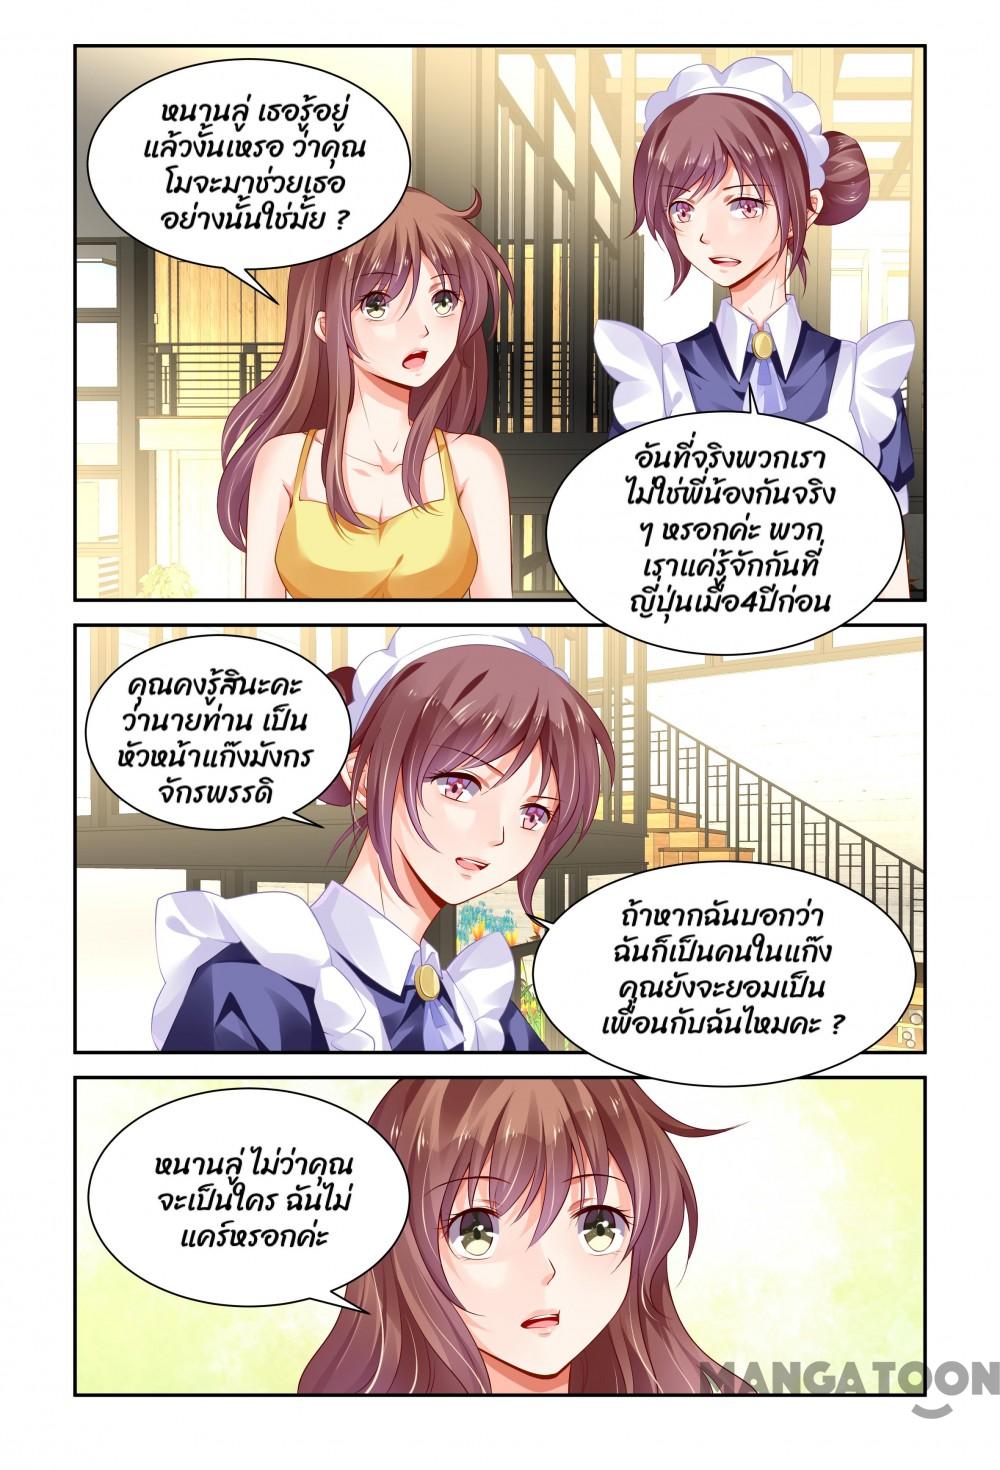 หนานลู่ เธอรู้อยู่
แล้วงั้นเหรอ ว่าคุณ
โมจะมาช่วยเธอ
อย่างนั้นใช่มั้ย ?
อันที่จริงพวกเรา
ไม่ใช่พี่น้องกันจริง
ๆ หรอกค่ะ พวก
เราแค่รู้จักกันที่
ญี่ปุ่นเมื่อ4ปีก่อน
คุณคงรู้สินะคะ
ว่านายท่าน เป็น
หัวหน้าแก๊งมังกร
จักรพรรดิ
ถ้าหากฉันบอกว่า
ฉันก็เป็นคนในแก๊ง
คุณยังจะยอมเป็น
เพื่อนกับฉันไหมคะ ?
หนานลู่ ไม่ว่าคุณ
จะเป็นใคร ฉันไม่
แคร์หรอกค่ะ
MANGATOON